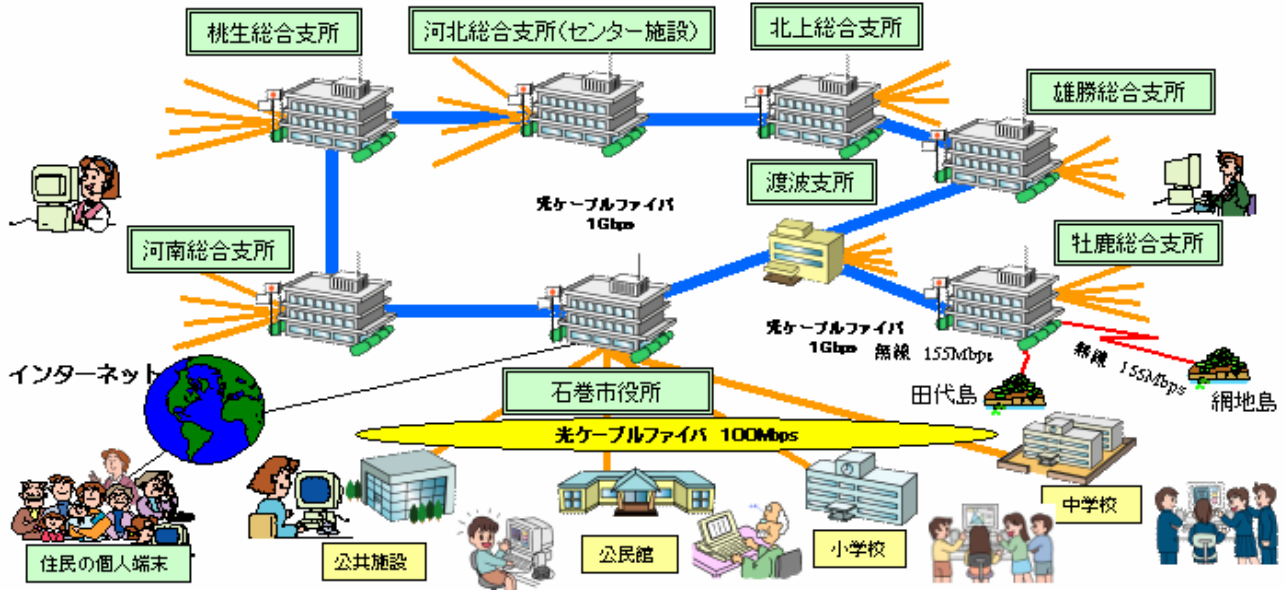 桃生総合支所
河北総合支所(センター施設)
北上総合支所
雄勝総合支所
渡波支所
光ケーブルファイバ
1Gbps
河南総合支所
牡鹿総合支所
光ケーブルファイバ
1Gbps
無線 155Mbps
無線 155Mbps
インターネット
石巻市役所
田代島
網地島
光ケーブルファイバ 100Mbps
住民の個人端末
公共施設
公民館
小学校
中学校